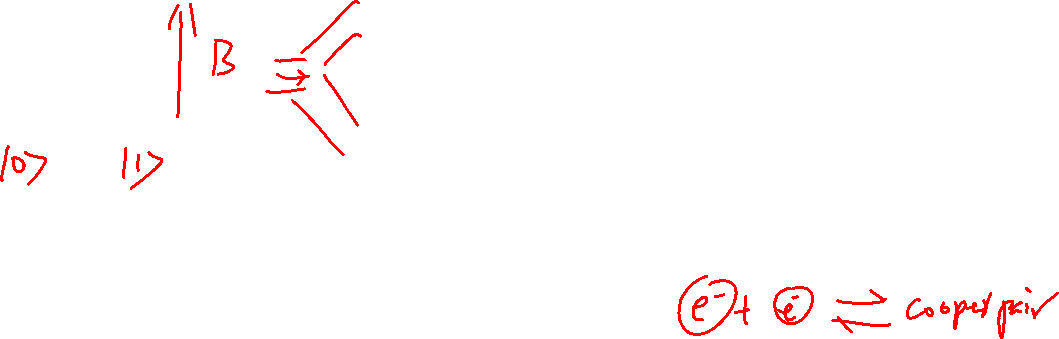 B
|0> |1>
e⁻ + e⁻ ⇌ cooper pair